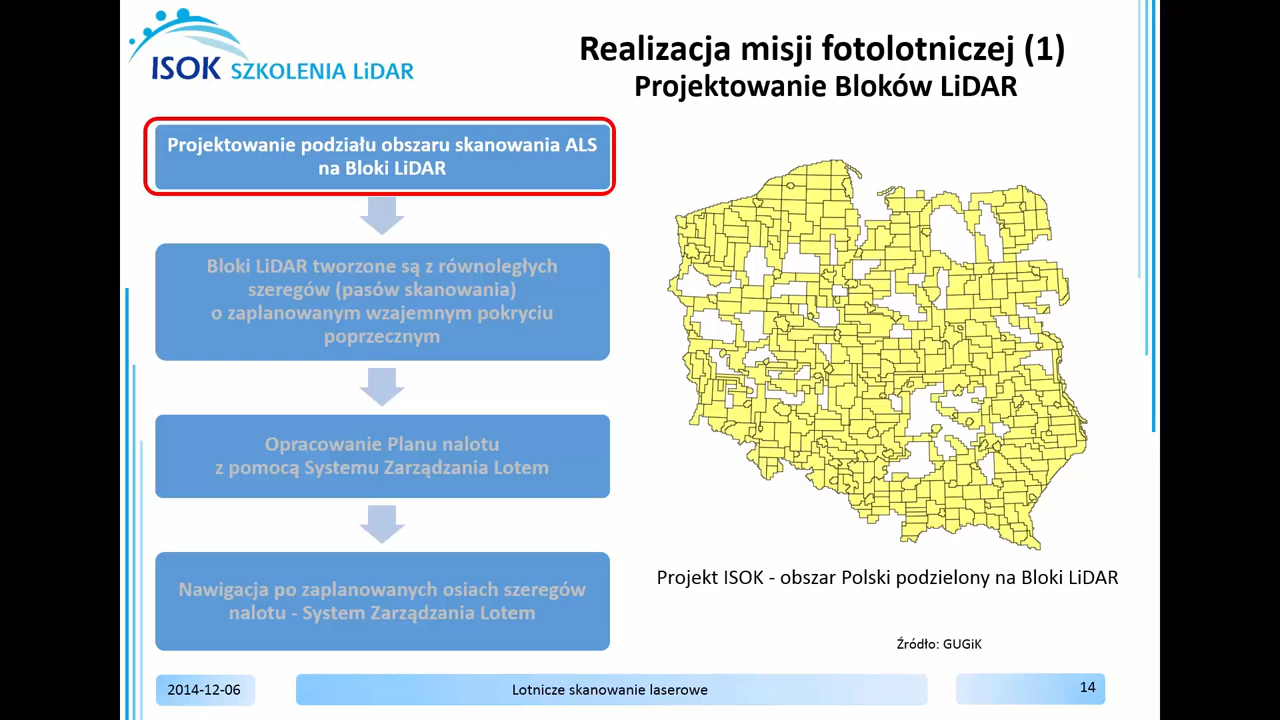 ISOK SZKOLENIA LiDAR
Realizacja misji fotolotniczej (1)
Projektowanie Bloków LiDAR
Projektowanie podziału obszaru skanowania ALS
na Bloki LiDAR
Bloki LiDAR tworzone są z równoległych
szeregów (pasów skanowania)
o zaplanowanym wzajemnym pokryciu
poprzecznym
Opracowanie Planu nalotu
z pomocą Systemu Zarządzania Lotem
Nawigacja po zaplanowanych osiach szeregów
nalotu - System Zarządzania Lotem
Projekt ISOK - obszar Polski podzielony na Bloki LiDAR
Źródło: GUGiK
2014-12-06
Lotnicze skanowanie laserowe
14